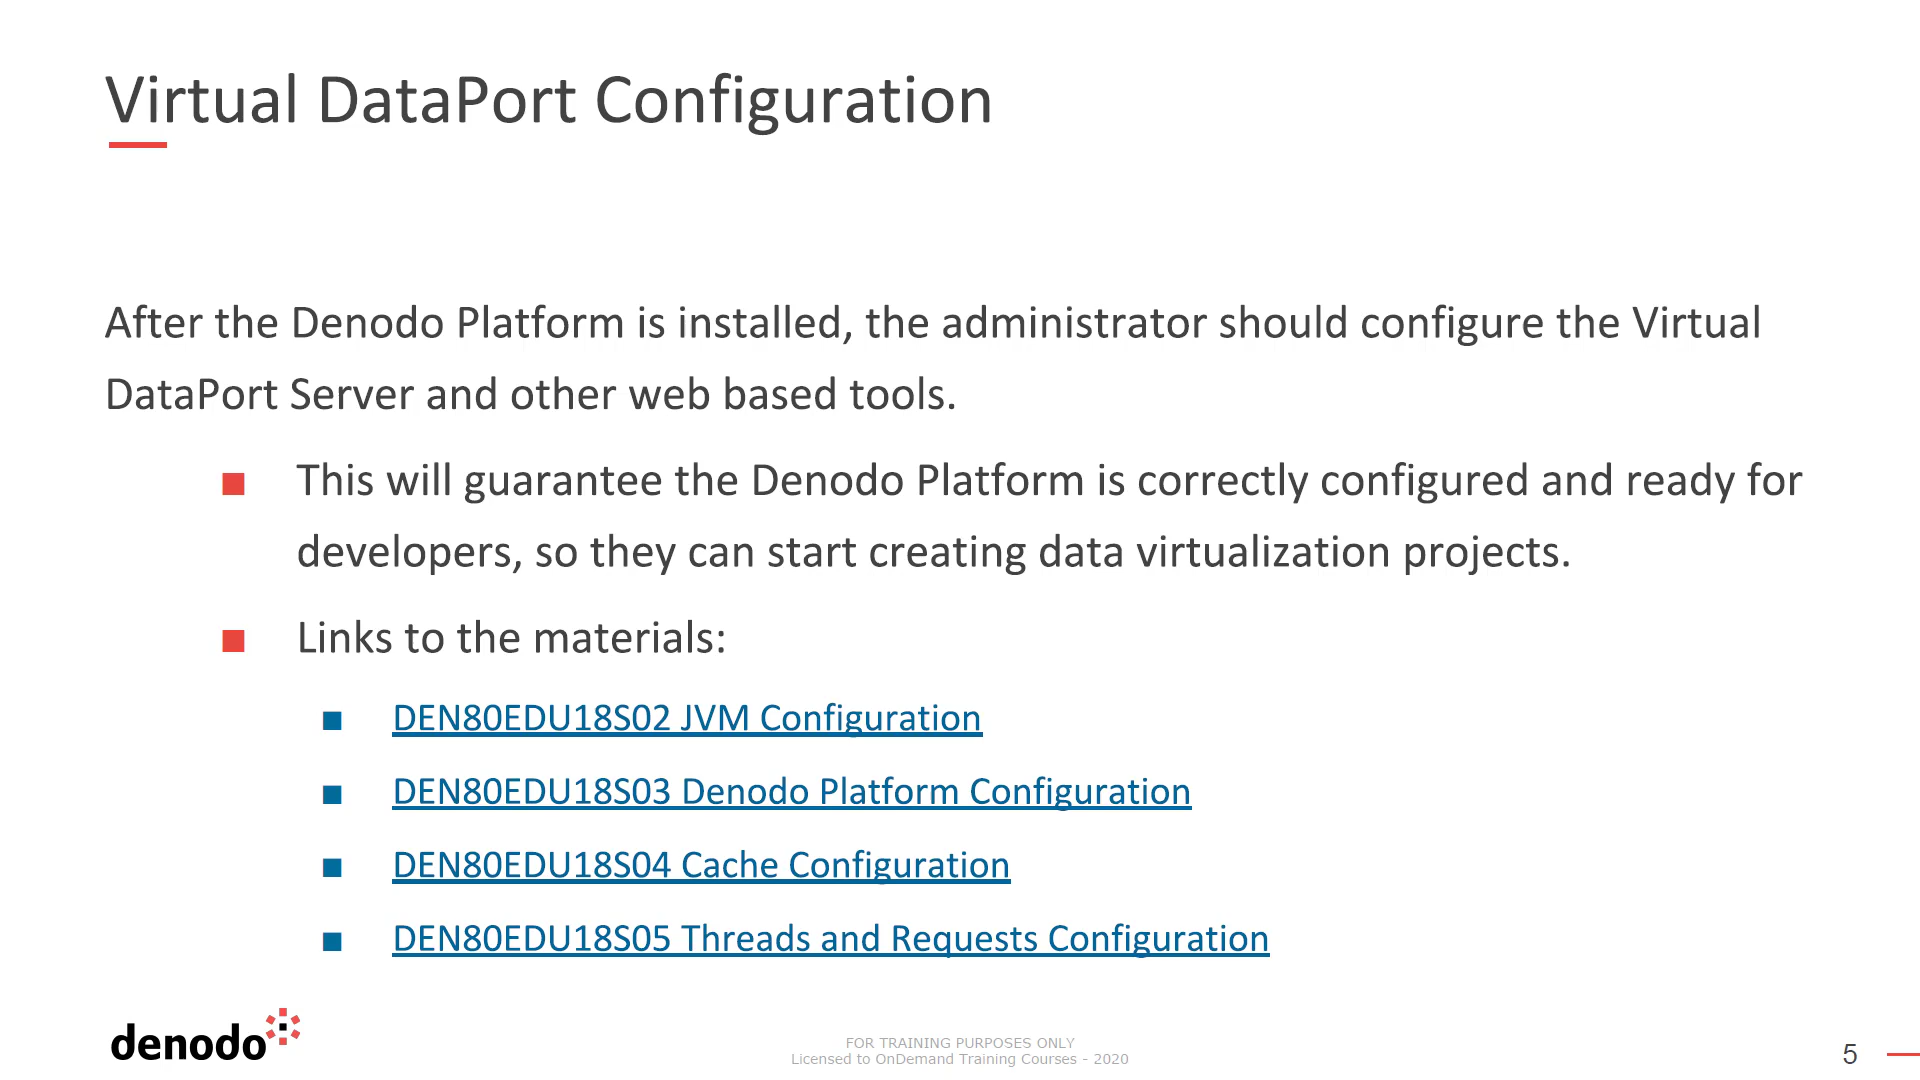 Virtual DataPort Configuration
After the Denodo Platform is installed, the administrator should configure the Virtual
DataPort Server and other web based tools.
This will guarantee the Denodo Platform is correctly configured and ready for
developers, so they can start creating data virtualization projects.
Links to the materials:
DEN80EDU18S02 JVM Configuration
DEN80EDU18S03 Denodo Platform Configuration
DEN80EDU18S04 Cache Configuration
DEN80EDU18S05 Threads and Requests Configuration
denodo
FOR TRAINING PURPOSES ONLY
Licensed to OnDemand Training Courses - 2020
5